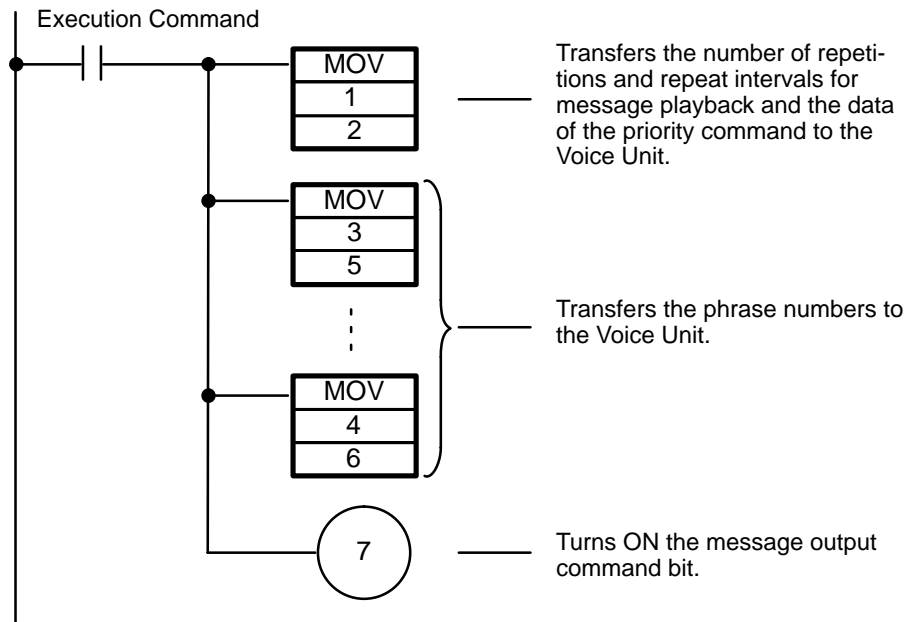 Execution Command
MOV
1
2
Transfers the number of repeti-
tions and repeat intervals for
message playback and the data
of the priority command to the
Voice Unit.
MOV
3
5
Transfers the phrase numbers to
the Voice Unit.
MOV
4
6
7
Turns ON the message output
command bit.